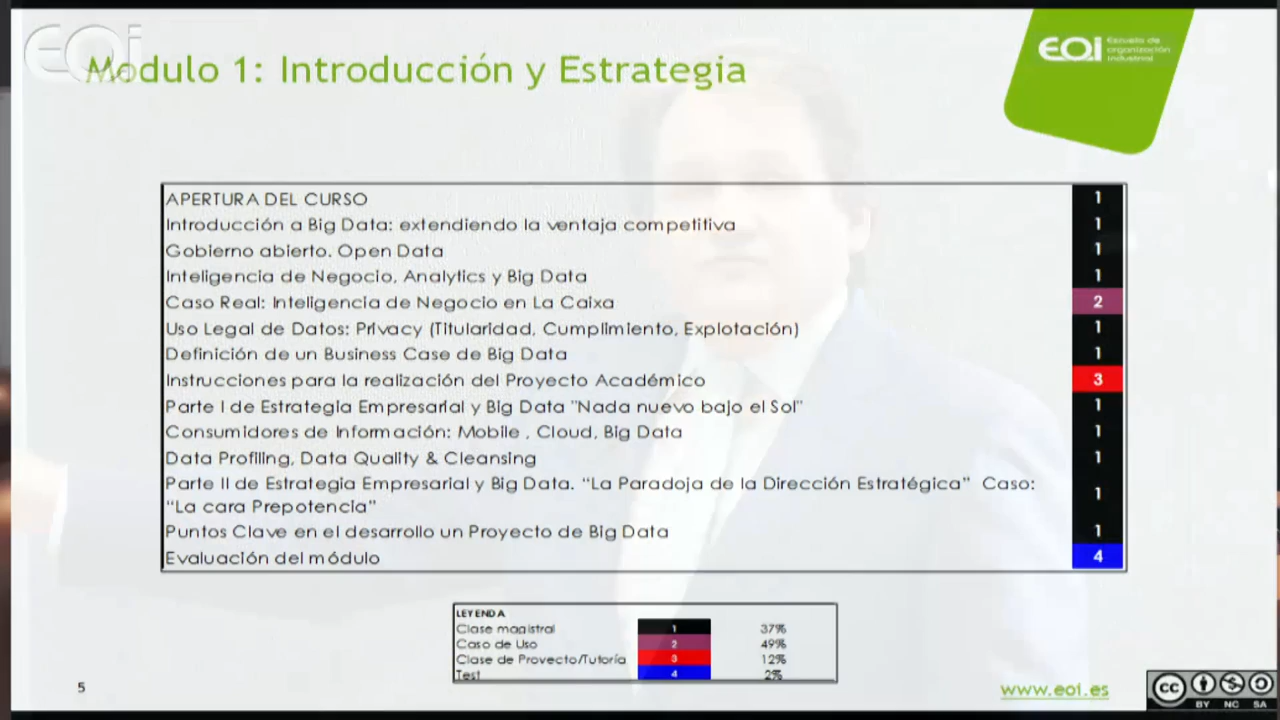 EOi
Modulo 1: Introducción y Estrategia
EOI Escuela de
organización
industrial
APERTURA DEL CURSO 1
Introducción a Big Data: extendiendo la ventaja competitiva 1
Gobierno abierto. Open Data 1
Inteligencia de Negocio, Analytics y Big Data 1
Caso Real: Inteligencia de Negocio en La Caixa 2
Uso Legal de Datos: Privacy (Titularidad, Cumplimiento, Explotación) 1
Definición de un Business Case de Big Data 1
Instrucciones para la realización del Proyecto Académico 3
Parte I de Estrategia Empresarial y Big Data "Nada nuevo bajo el Sol" 1
Consumidores de Información: Mobile , Cloud, Big Data 1
Data Profiling, Data Quality & Cleansing 1
Parte II de Estrategia Empresarial y Big Data. “La Paradoja de la Dirección Estratégica” Caso: 1
“La cara Prepotencia”
Puntos Clave en el desarrollo un Proyecto de Big Data 1
Evaluación del módulo 4
LEYENDA
Clase magistral 1 37%
Caso de Uso 2 49%
Clase de Proyecto/Tutoría 3 12%
Test 4 2%
5
www.eoi.es
cc BY NC SA